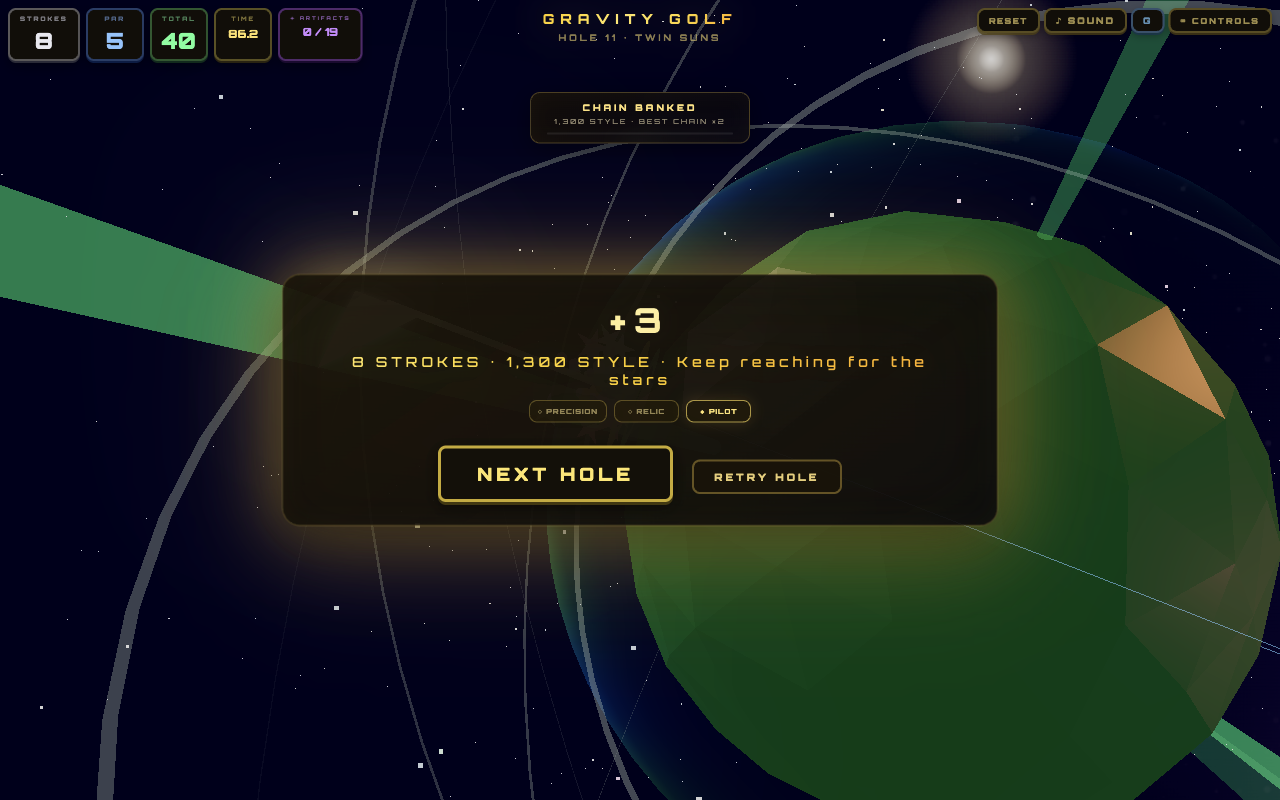 STROKES
8
PAR
5
TOTAL
40
TIME
86.2
ARTIFACTS
0 / 19
GRAVITY GOLF
HOLE 11 · TWIN SUNS
RESET
♪ SOUND
G
CONTROLS
CHAIN BANKED
1,300 STYLE · BEST CHAIN ×2
+3
8 STROKES · 1,300 STYLE · Keep reaching for the
stars
PRECISION
RELIC
PILOT
NEXT HOLE
RETRY HOLE